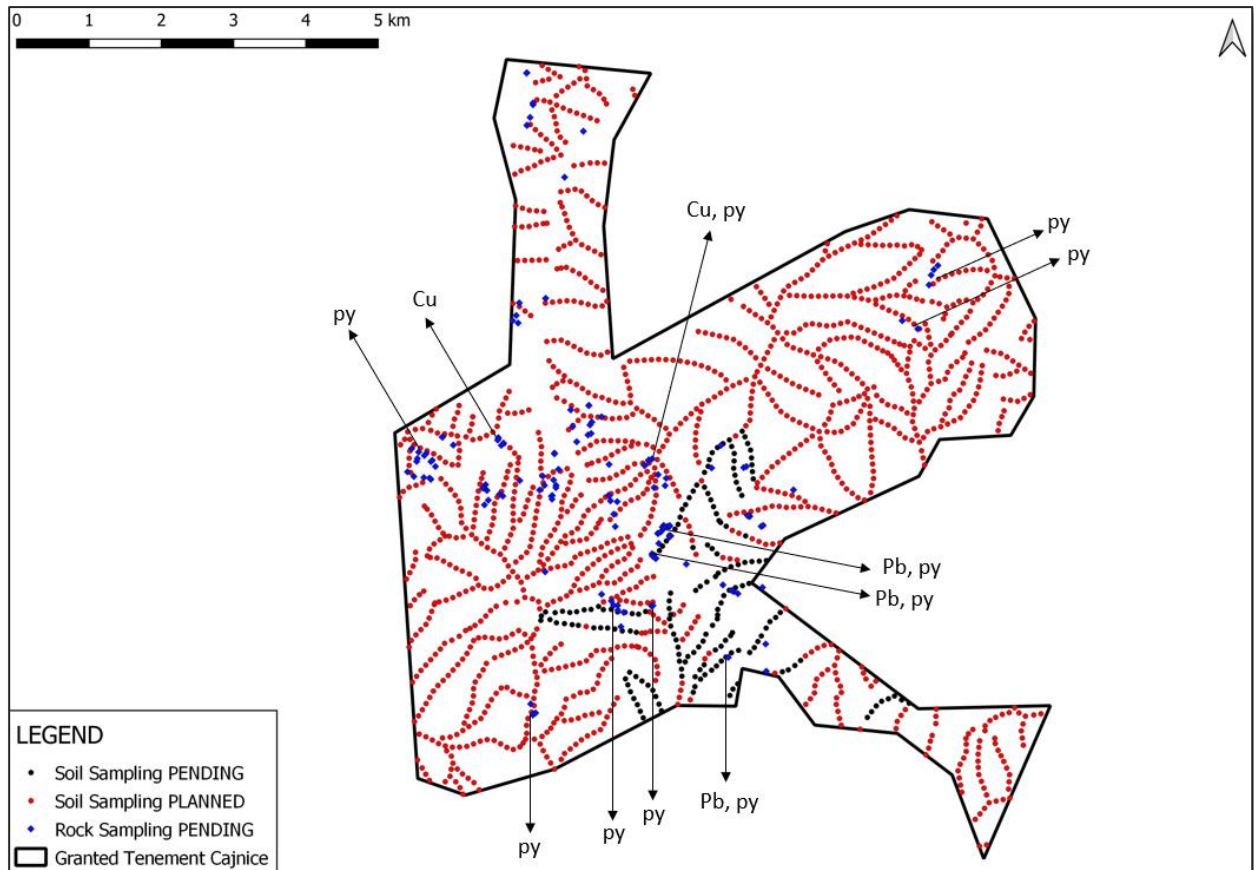 0 1 2 3 4 5 km
Cu, py
py
py
Cu
py
Pb, py
Pb, py
Pb, py
py
py
py
LEGEND
Soil Sampling PENDING
Soil Sampling PLANNED
Rock Sampling PENDING
Granted Tenement Cajnice